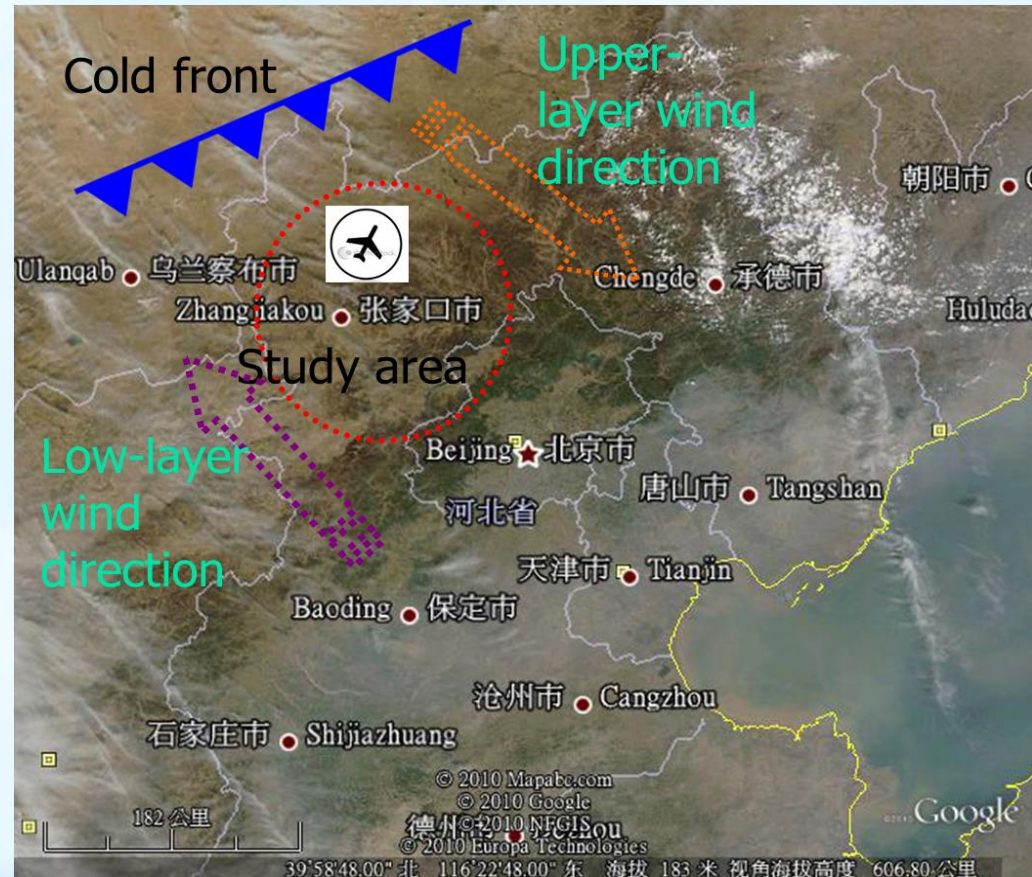 Cold front
Upper-
layer wind
direction
朝阳市
Ulanqab 乌兰察布市
Chengde 承德市
Zhangjiakou 张家口市
Huludao
Study area
Beijing 北京市
Low-layer
wind
direction
唐山市 Tangshan
河北省
天津市 Tianjin
Baoding 保定市
沧州市 Cangzhou
石家庄市 Shijiazhuang
© 2010 Mapabc.com
© 2010 Google
182 公里
© 2010 NFGIS
© 2010 Europa Technologies
Google
39°58'48.00" 北 116°22'48.00" 东 海拔 183 米 视角海拔高度 606.80 公里